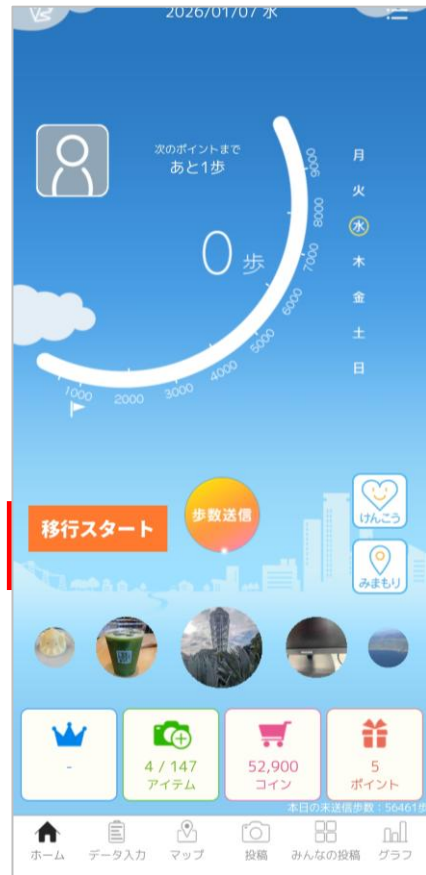 2026/01/07 水
次のポイントまで
あと1歩
0 歩
月
火
水
木
金
土
日
1000
2000
3000
4000
5000
6000
7000
8000
9000
移行スタート
歩数送信
けんこう
みまもり
-
4 / 147
アイテム
52,900
コイン
5
ポイント
本日の未送信歩数：56461歩
ホーム
データ入力
マップ
投稿
みんなの投稿
グラフ